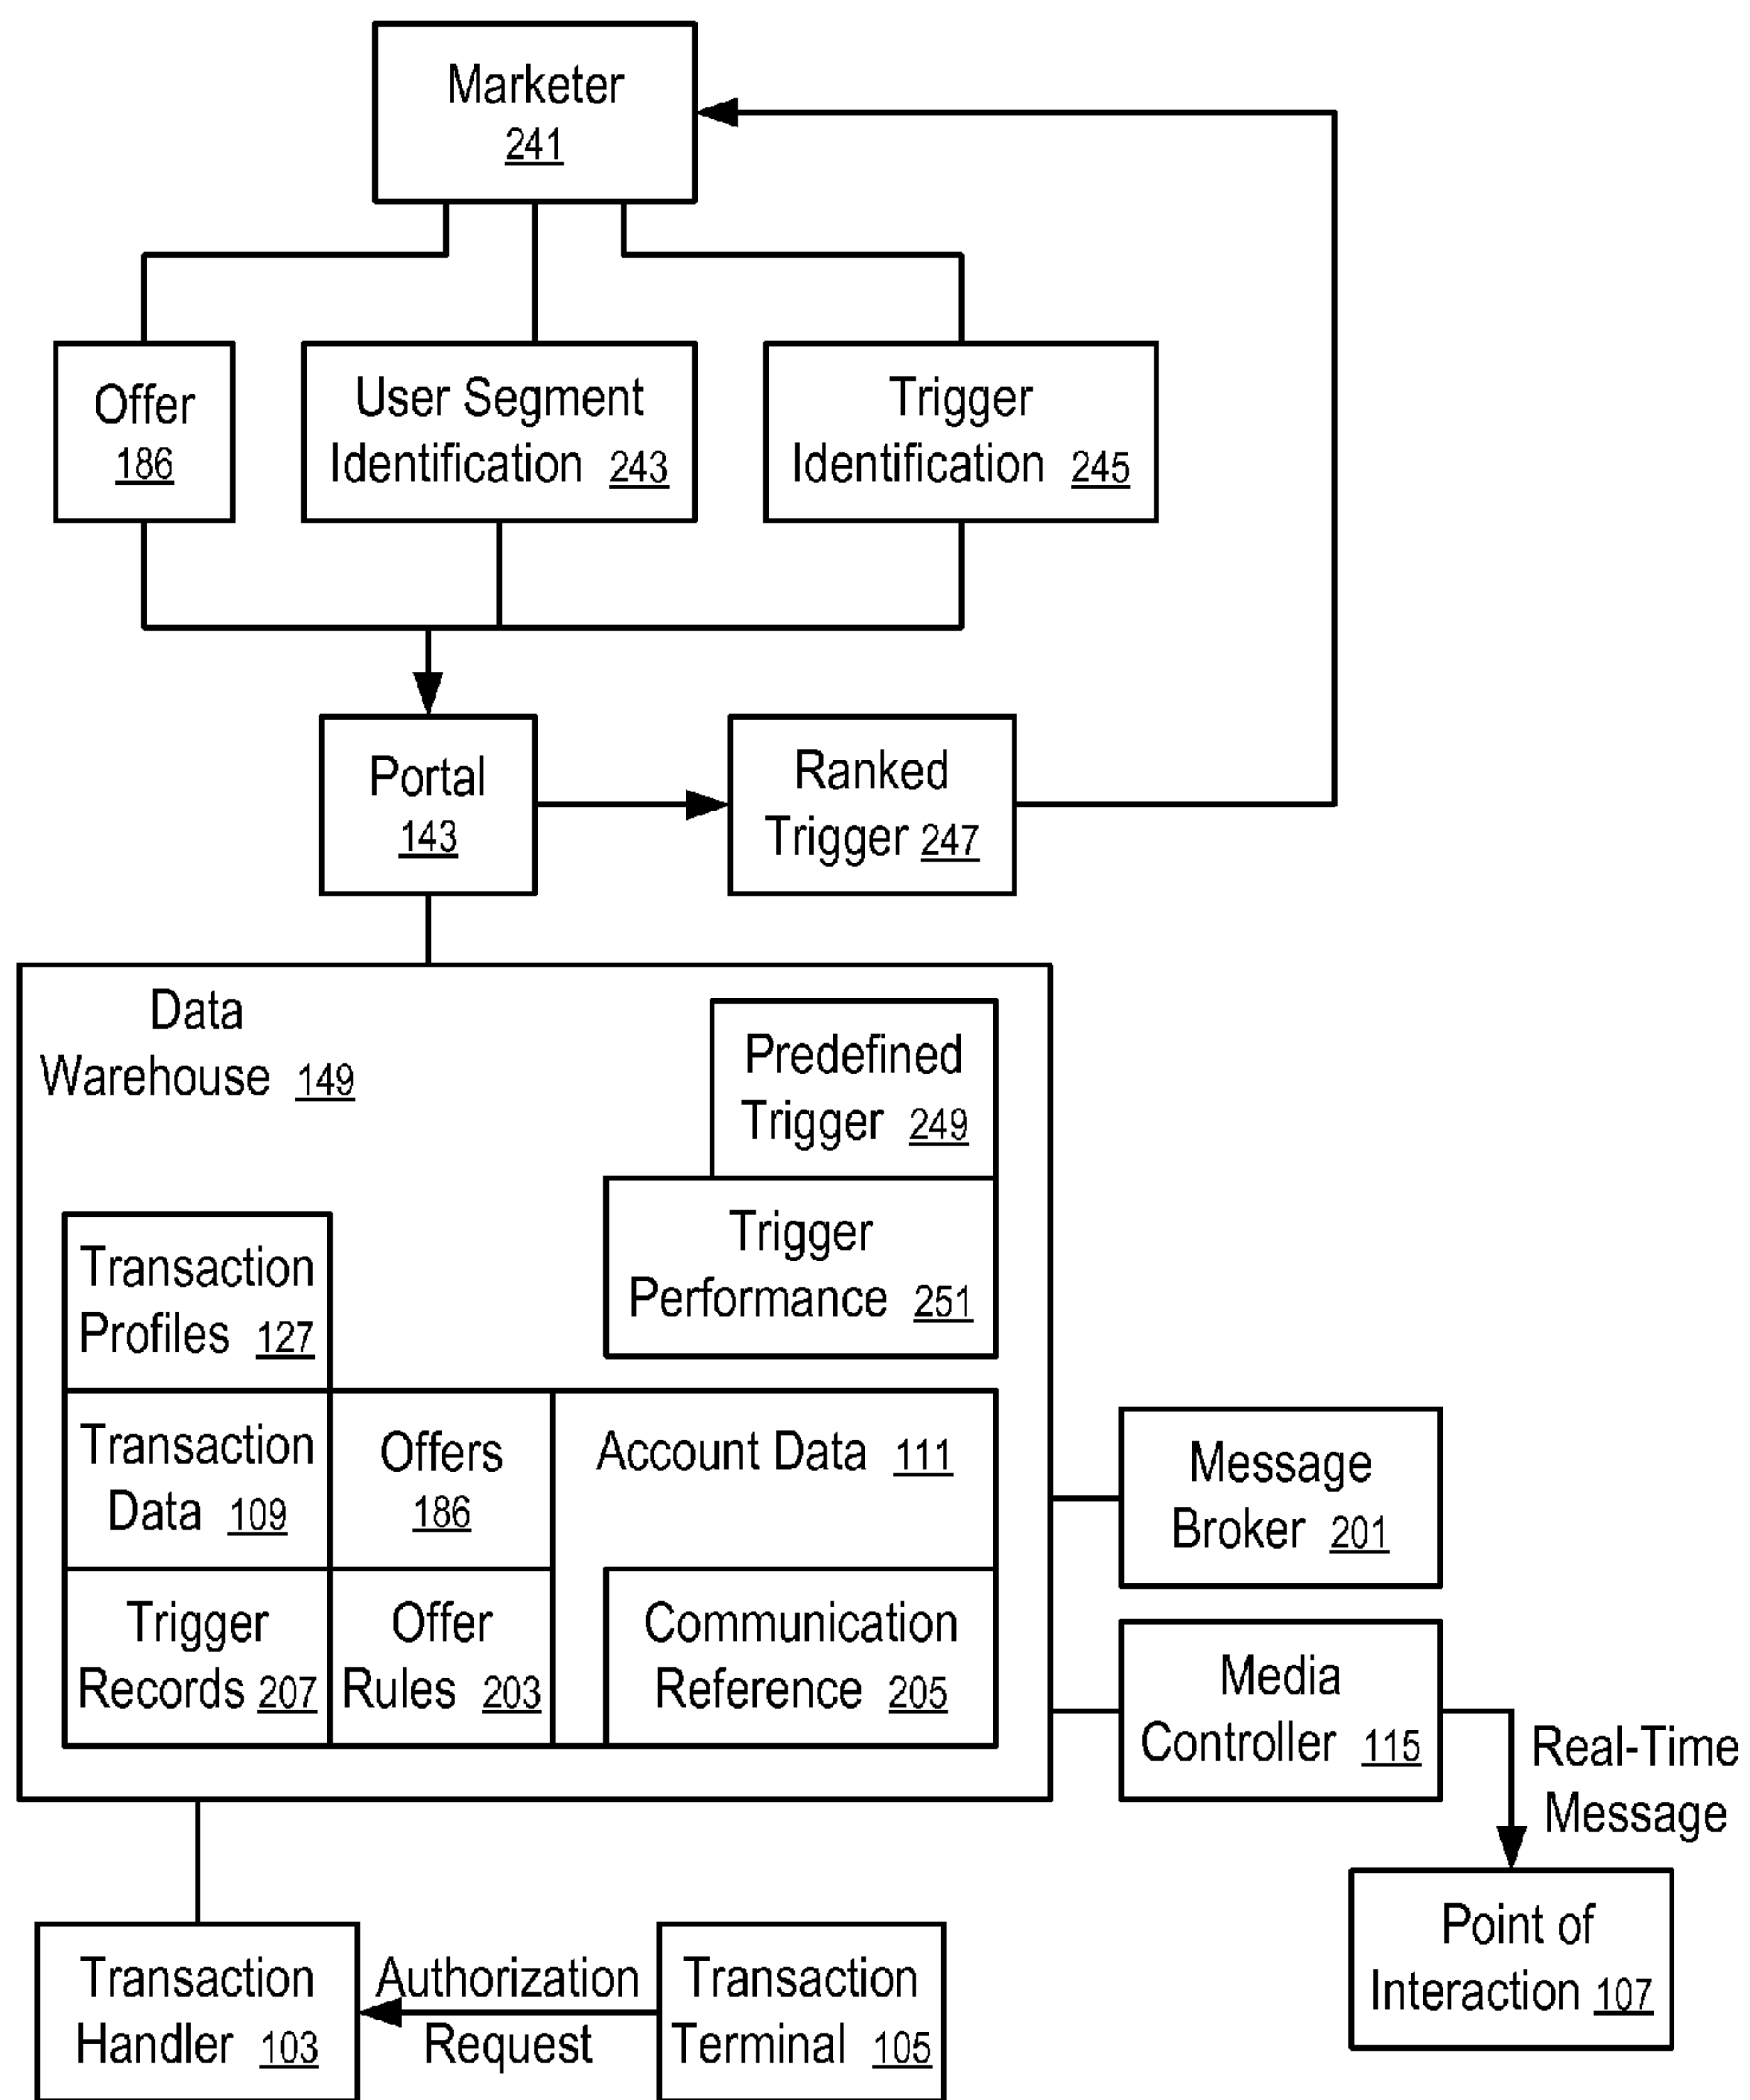 Marketer
241
Offer
186
User Segment
Identification 243
Trigger
Identification 245
Portal
143
Ranked
Trigger 247
Data
Warehouse 149
Predefined
Trigger 249
Trigger
Performance 251
Transaction
Profiles 127
Transaction
Data 109
Offers
186
Account Data 111
Trigger
Records 207
Offer
Rules 203
Communication
Reference 205
Message
Broker 201
Media
Controller 115
Real-Time
Message
Point of
Interaction 107
Transaction
Handler 103
Authorization
Request
Transaction
Terminal 105